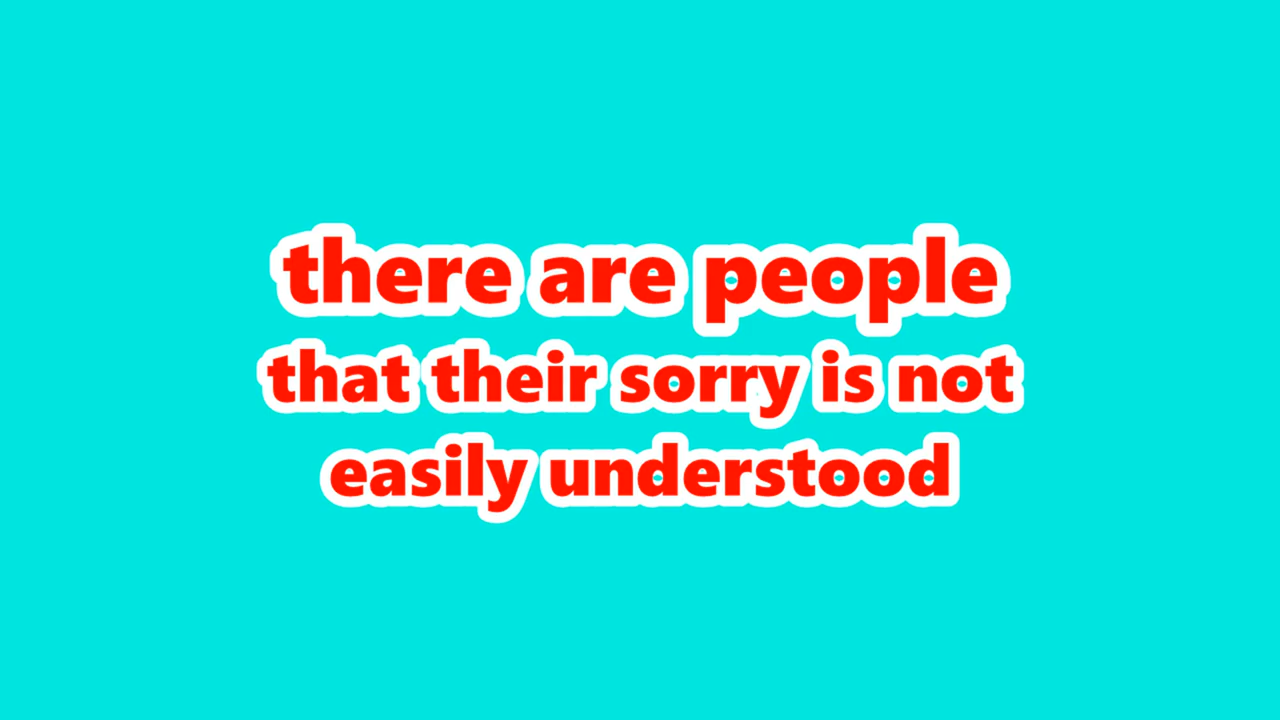 there are people
that their sorry is not
easily understood